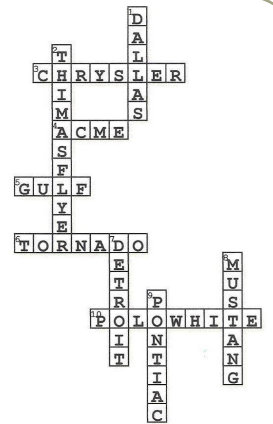 1 DALLAS
2 THIMASFLYER
3 CHRYSLER
4 ACME
5 GULF
6 TORNADO
7 DETROIT
8 MUSTANG
9 PONTIAC
10 POLOWHITE